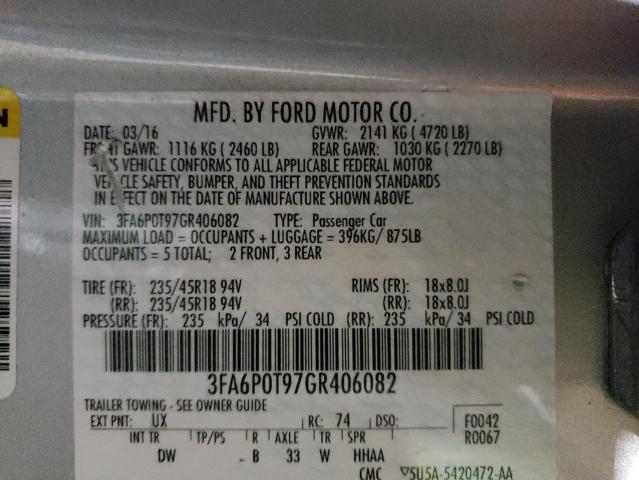 N
MFD. BY FORD MOTOR CO.
DATE: 03/16 GVWR: 2141 KG ( 4720 LB)
FRONT GAWR: 1116 KG ( 2460 LB) REAR GAWR: 1030 KG ( 2270 LB)
THIS VEHICLE CONFORMS TO ALL APPLICABLE FEDERAL MOTOR
VEHICLE SAFETY, BUMPER, AND THEFT PREVENTION STANDARDS
IN EFFECT ON THE DATE OF MANUFACTURE SHOWN ABOVE.
VIN: 3FA6P0T97GR406082 TYPE: Passenger Car
MAXIMUM LOAD = OCCUPANTS + LUGGAGE = 396KG/ 875LB
OCCUPANTS = 5 TOTAL; 2 FRONT, 3 REAR
TIRE (FR): 235/45R18 94V RIMS (FR): 18x8.0J
(RR): 235/45R18 94V (RR): 18x8.0J
PRESSURE (FR): 235 kPa/ 34 PSI COLD (RR): 235 kPa/ 34 PSI COLD
3FA6P0T97GR406082
TRAILER TOWING - SEE OWNER GUIDE
EXT PNT: UX RC: 74 DSO: F0042
R0067
INT TR TP/PS R AXLE TR SPR
DW - B 33 W HHAA
CMC ▽5U5A-5420472-AA